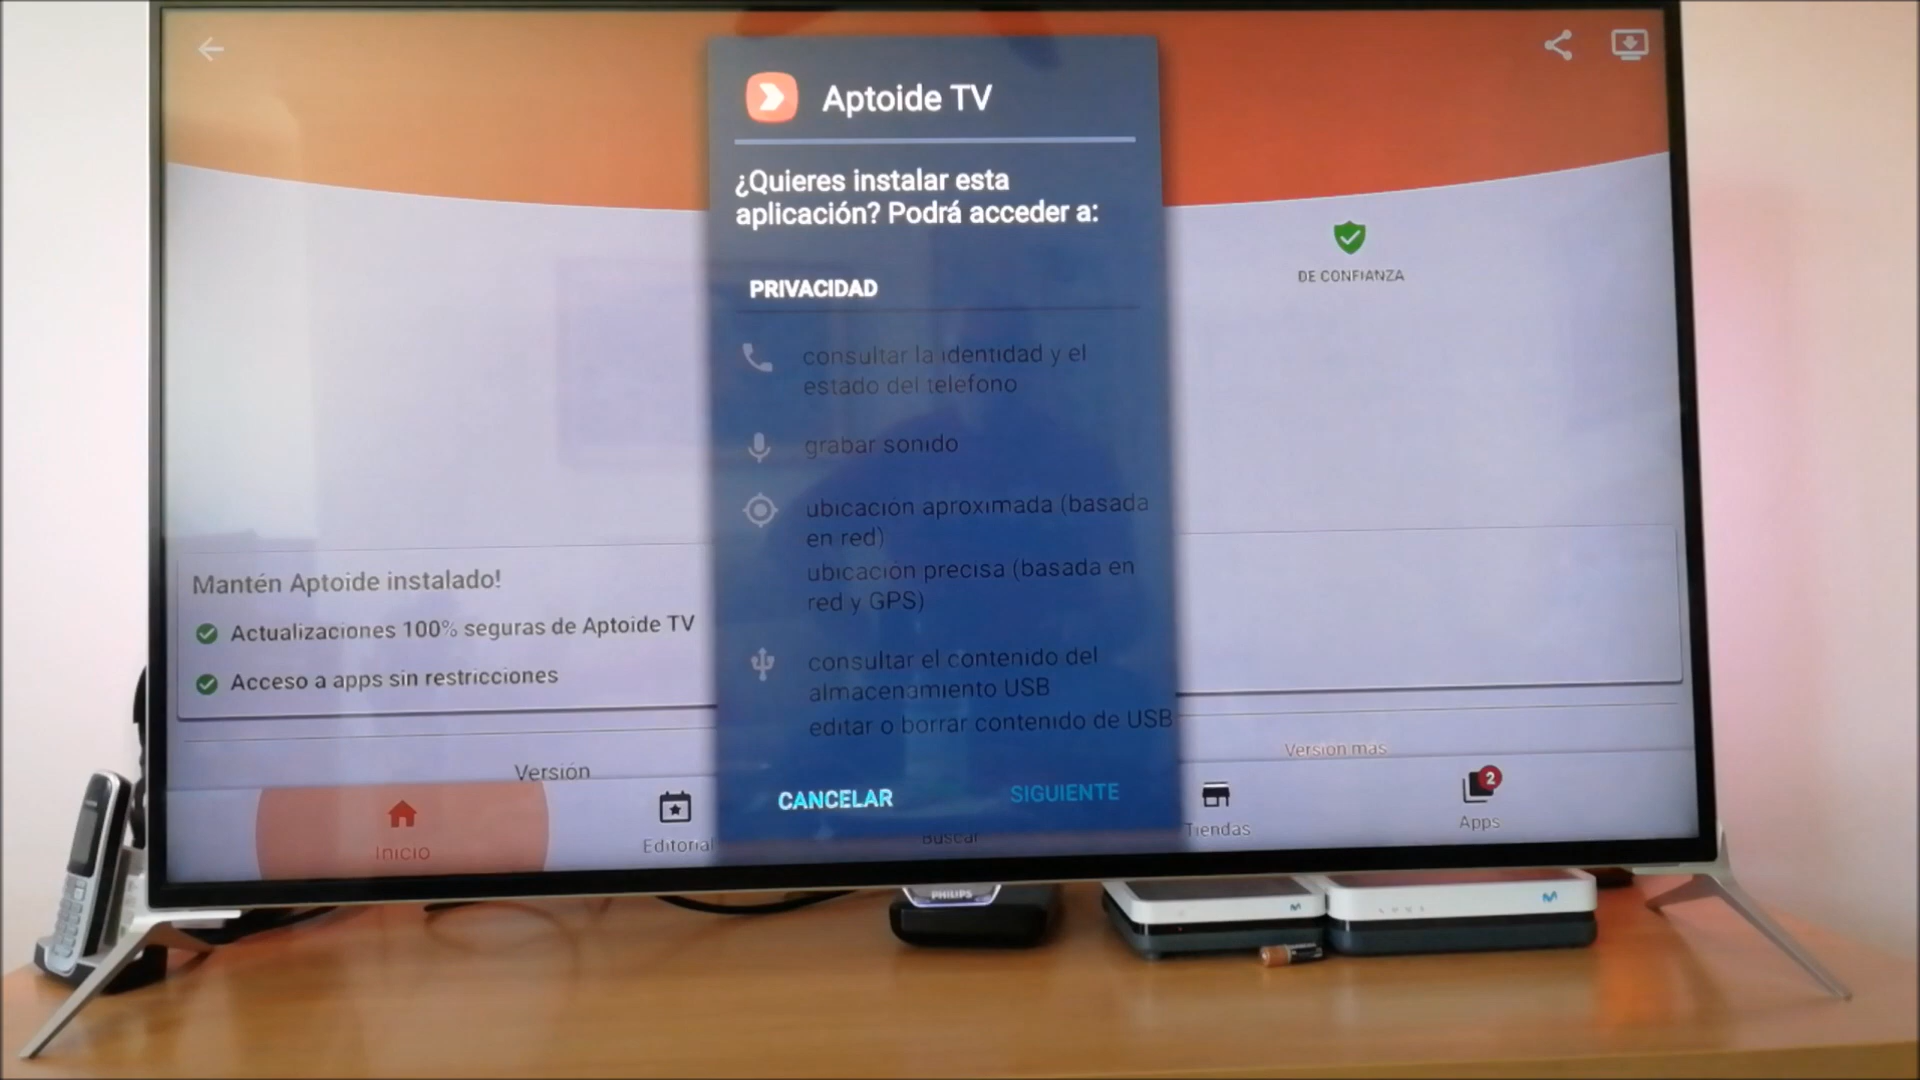 Aptoide TV
¿Quieres instalar esta
aplicación? Podrá acceder a:
PRIVACIDAD
consultar la identidad y el
estado del teléfono
grabar sonido
ubicación aproximada (basada
en red)
ubicación precisa (basada en
red y GPS)
consultar el contenido del
almacenamiento USB
editar o borrar contenido de USB
CANCELAR
SIGUIENTE
DE CONFIANZA
Mantén Aptoide instalado!
Actualizaciones 100% seguras de Aptoide TV
Acceso a apps sin restricciones
Versión
Versión más
Inicio
Editorial
Buscar
Tiendas
2
Apps
PHILIPS